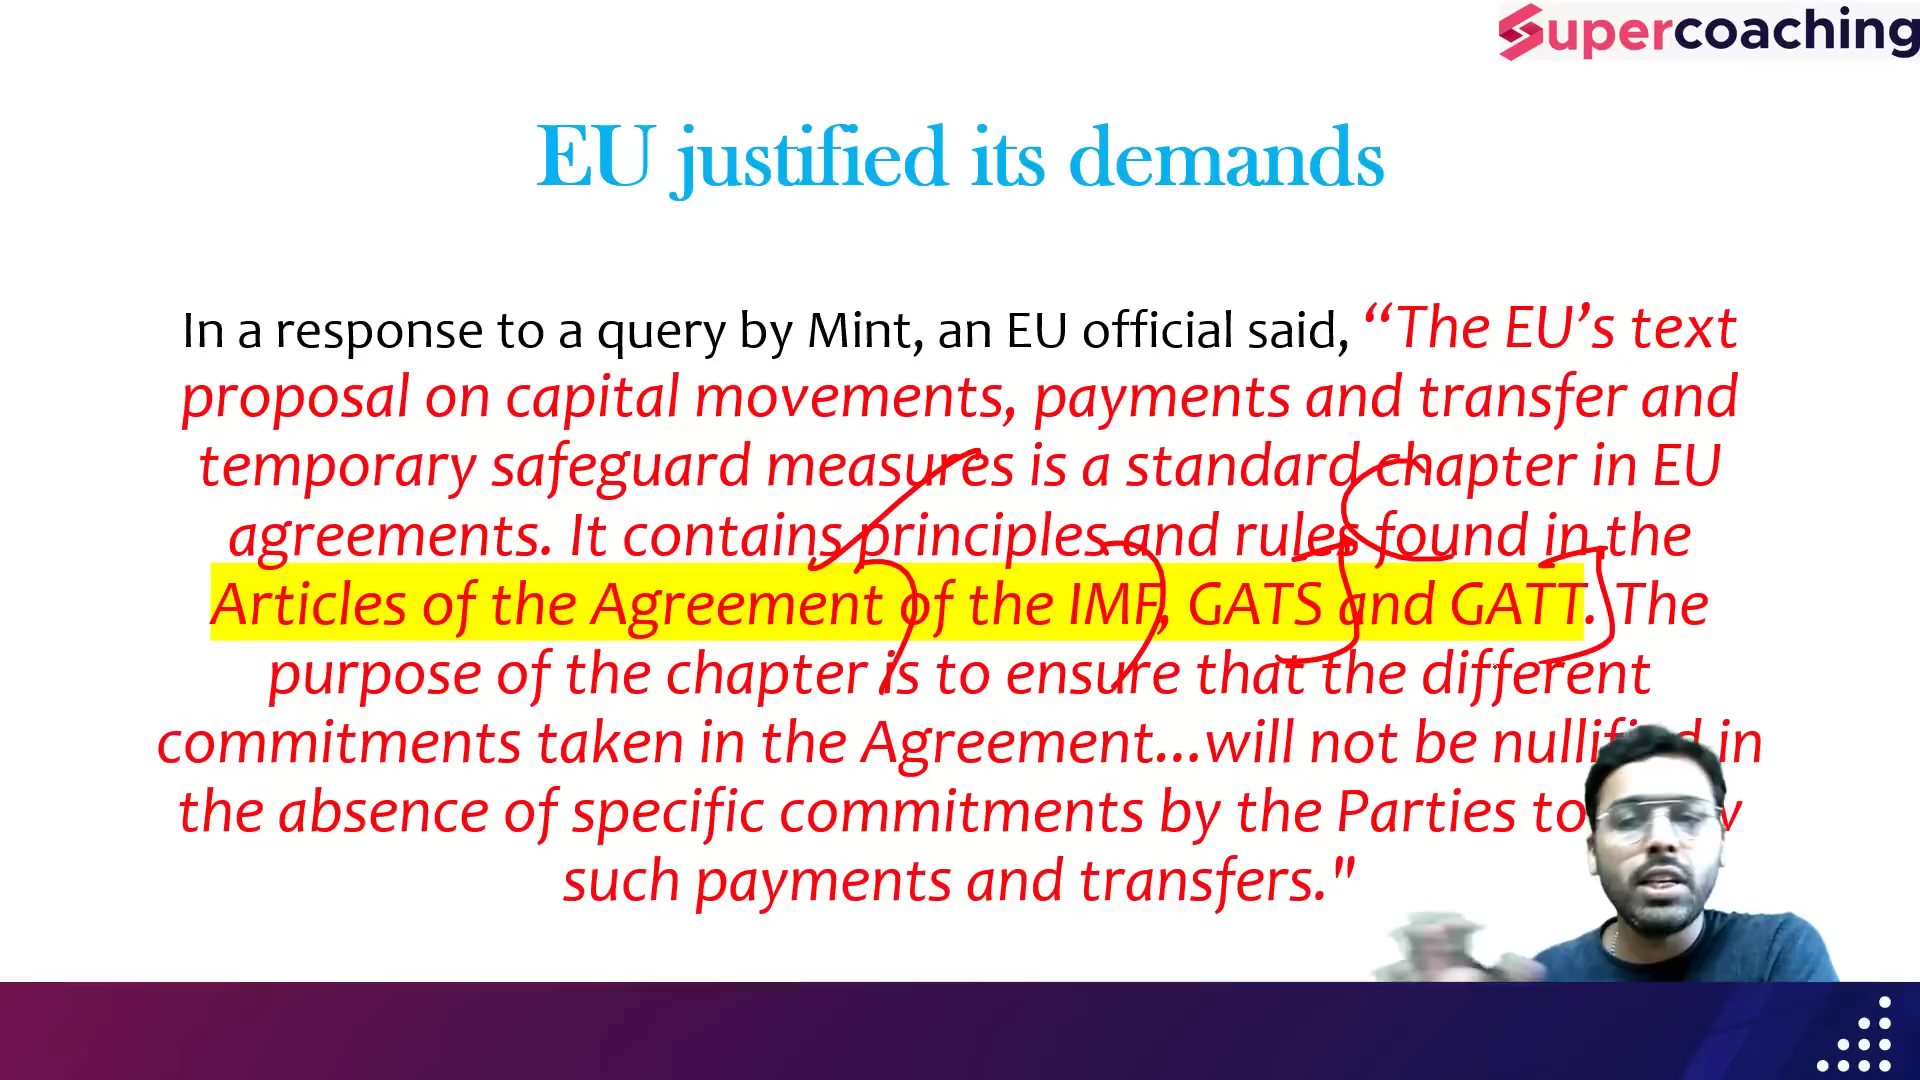 Supercoaching
EU justified its demands
In a response to a query by Mint, an EU official said, “The EU’s text
proposal on capital movements, payments and transfer and
temporary safeguard measures is a standard chapter in EU
agreements. It contains principles and rules found in the
Articles of the Agreement of the IMF, GATS and GATT. The
purpose of the chapter is to ensure that the different
commitments taken in the Agreement...will not be nullified in
the absence of specific commitments by the Parties to
such payments and transfers."